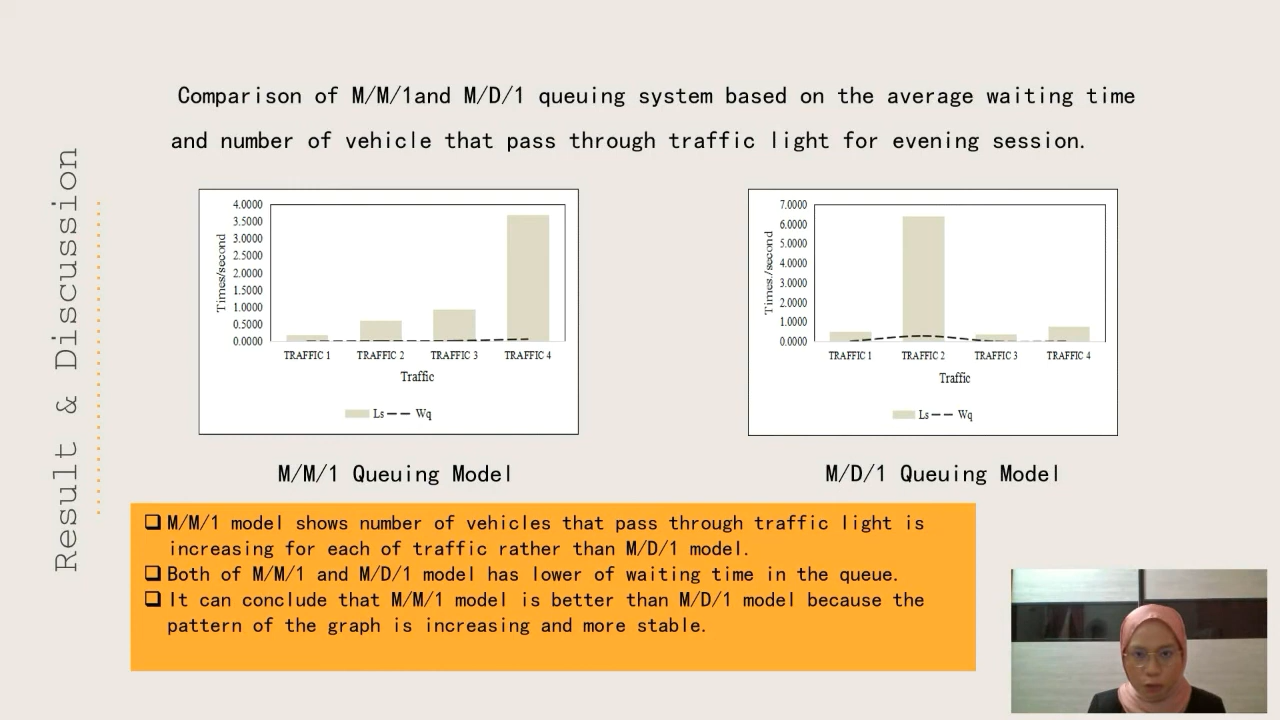 Result & Discussion
Comparison of M/M/1and M/D/1 queuing system based on the average waiting time
and number of vehicle that pass through traffic light for evening session.
4.0000
3.5000
3.0000
2.5000
2.0000
1.5000
1.0000
0.5000
0.0000
Times/second
TRAFFIC 1 TRAFFIC 2 TRAFFIC 3 TRAFFIC 4
Traffic
Ls Wq
M/M/1 Queuing Model
7.0000
6.0000
5.0000
4.0000
3.0000
2.0000
1.0000
0.0000
Times./second
TRAFFIC 1 TRAFFIC 2 TRAFFIC 3 TRAFFIC 4
Traffic
Ls Wq
M/D/1 Queuing Model
M/M/1 model shows number of vehicles that pass through traffic light is
increasing for each of traffic rather than M/D/1 model.
Both of M/M/1 and M/D/1 model has lower of waiting time in the queue.
It can conclude that M/M/1 model is better than M/D/1 model because the
pattern of the graph is increasing and more stable.